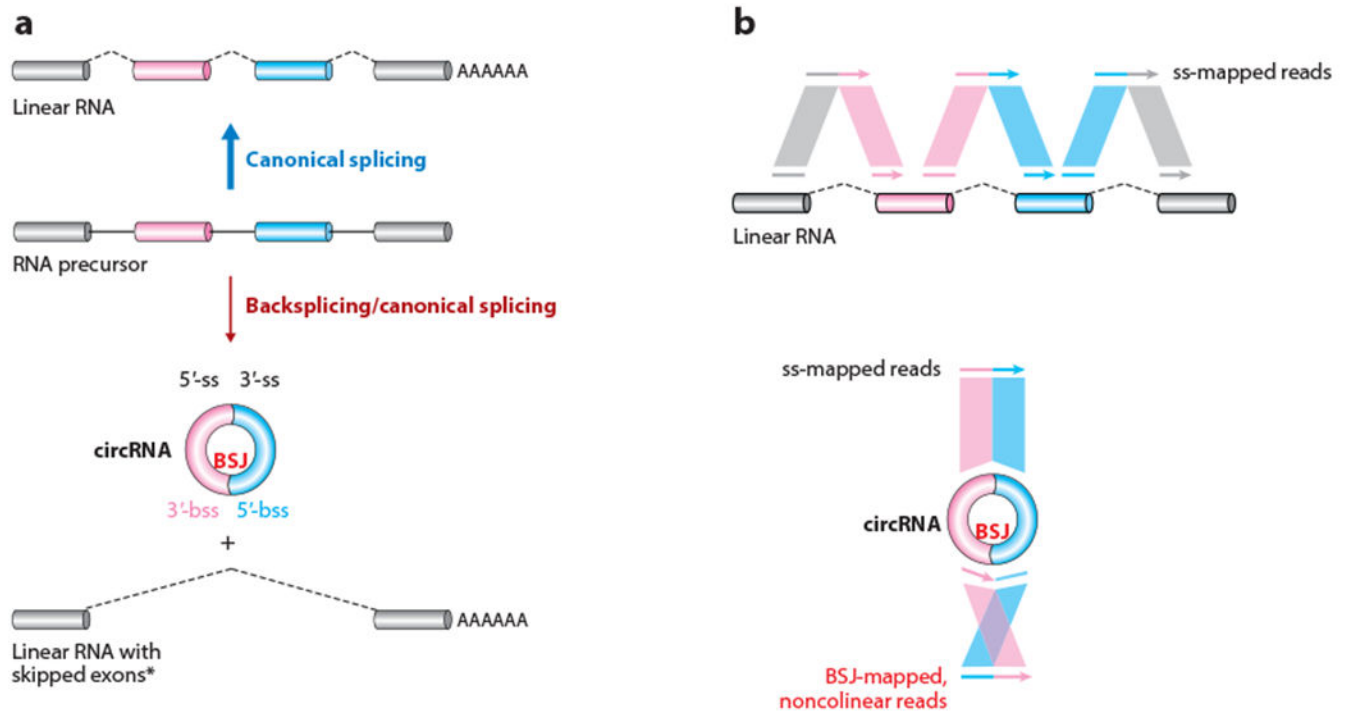 a
AAAAAA
Linear RNA
Canonical splicing
RNA precursor
Backsplicing/canonical splicing
5′-ss 3′-ss
circRNA
BSJ
3′-bss 5′-bss
+
AAAAAA
Linear RNA with
skipped exons*
b
ss-mapped reads
Linear RNA
ss-mapped reads
circRNA
BSJ
BSJ-mapped,
noncolinear reads